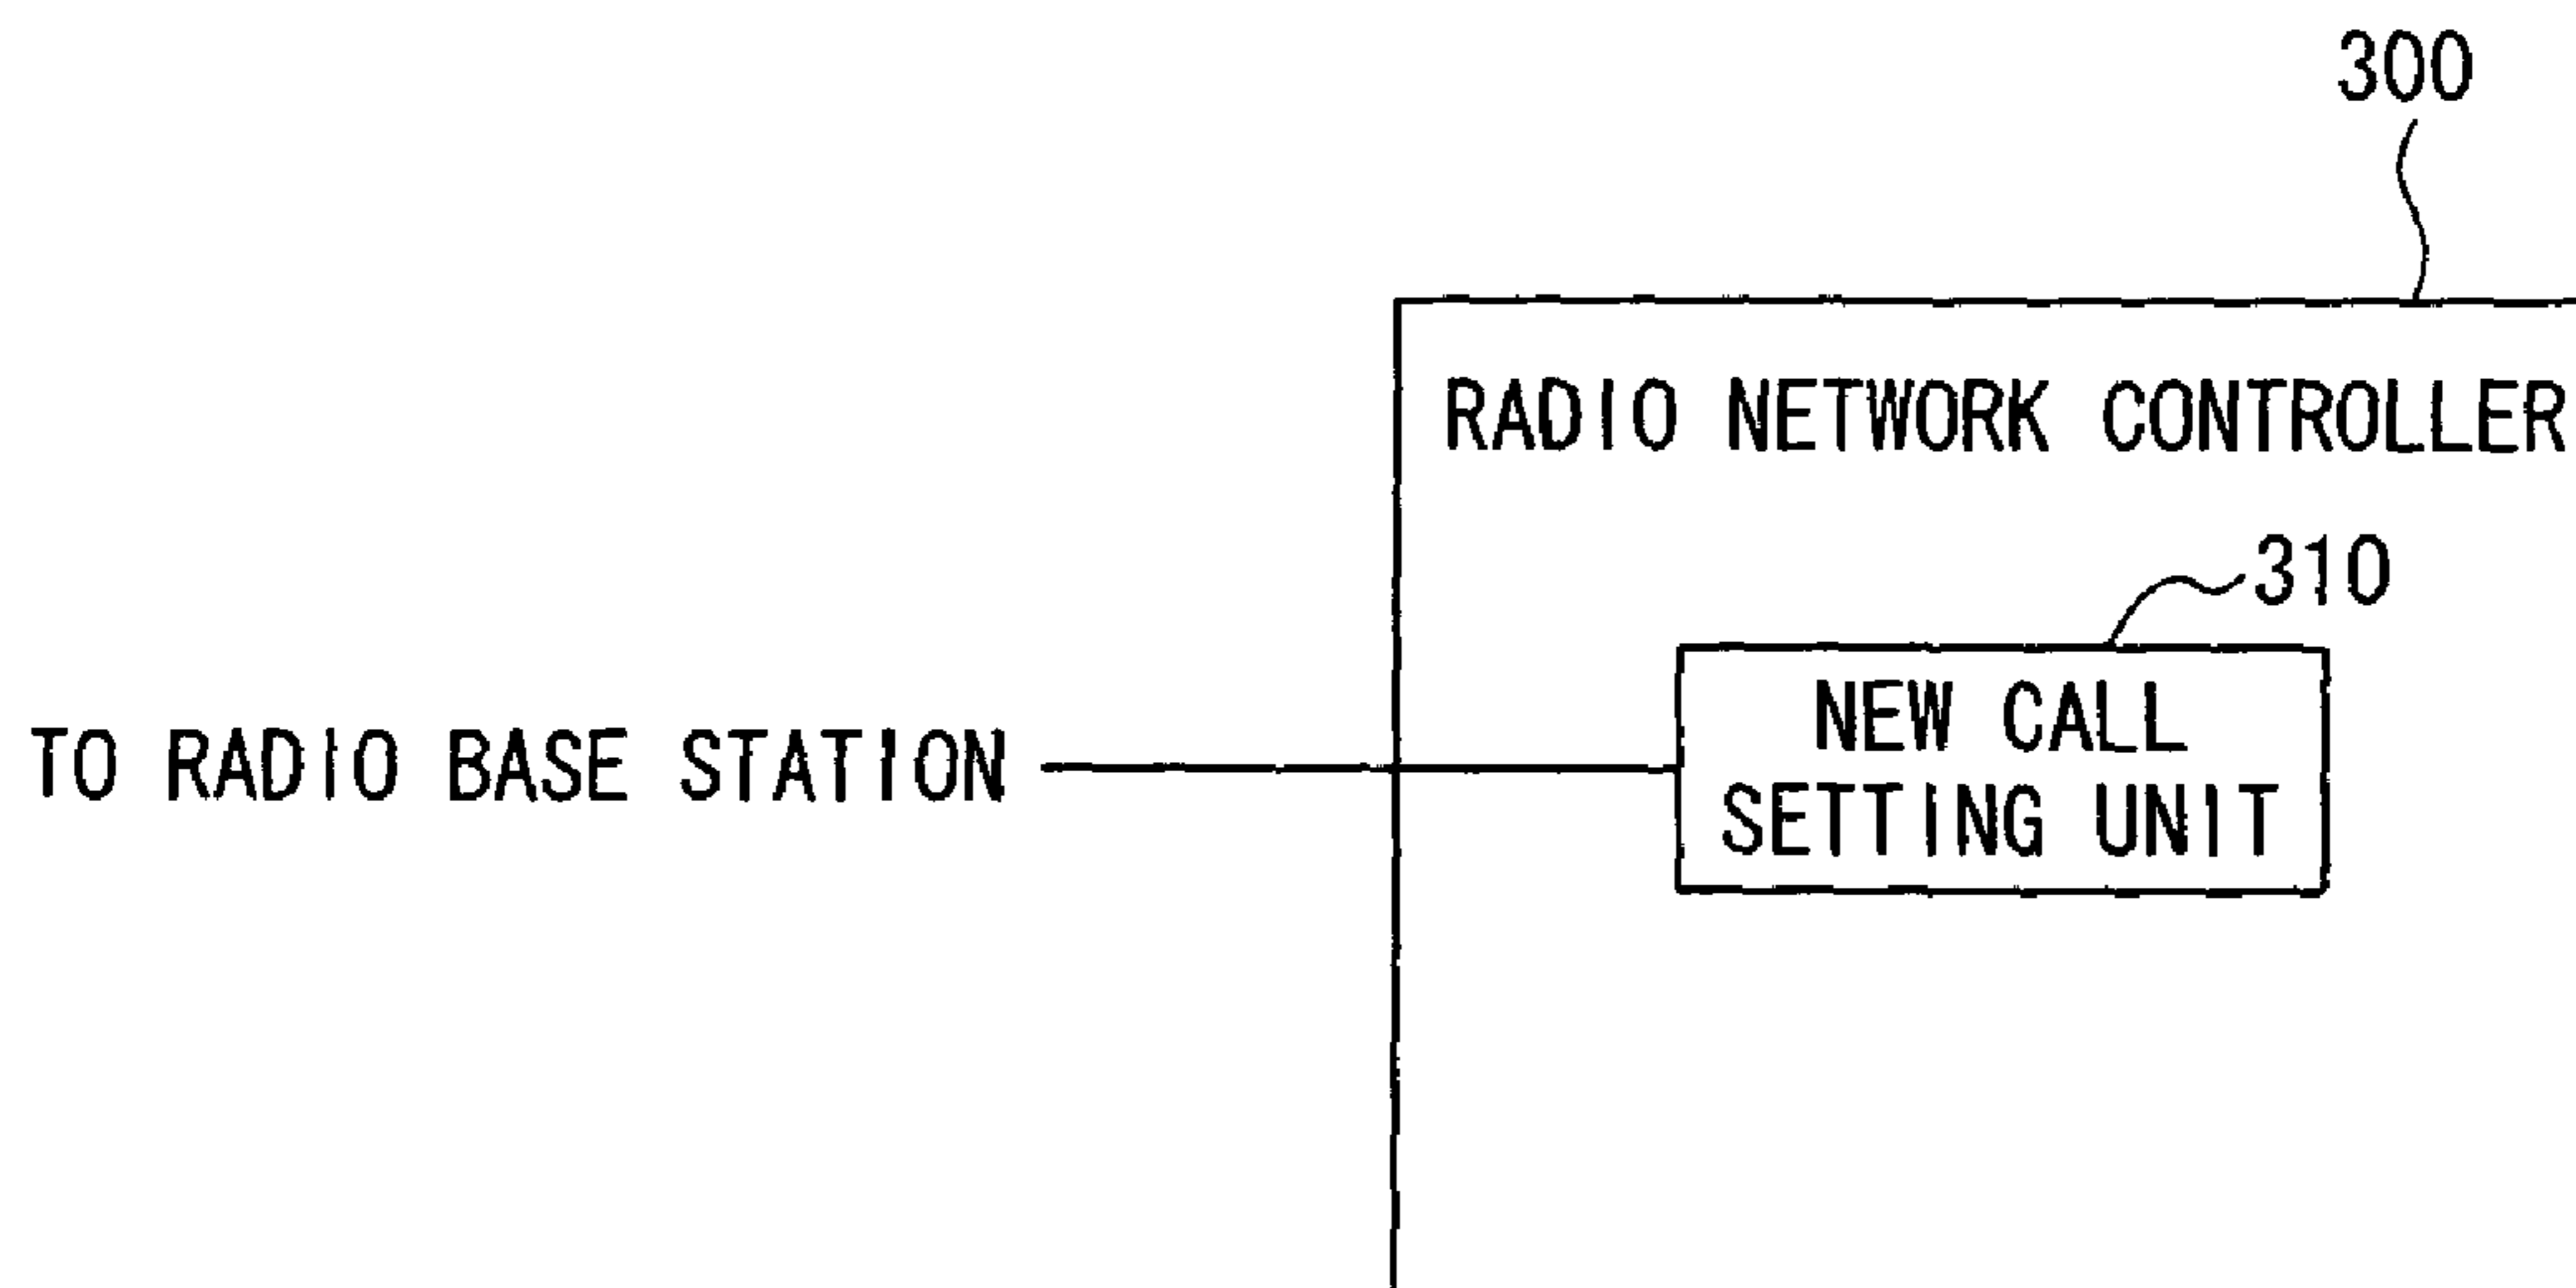 300
RADIO NETWORK CONTROLLER
310
NEW CALL
SETTING UNIT
TO RADIO BASE STATION